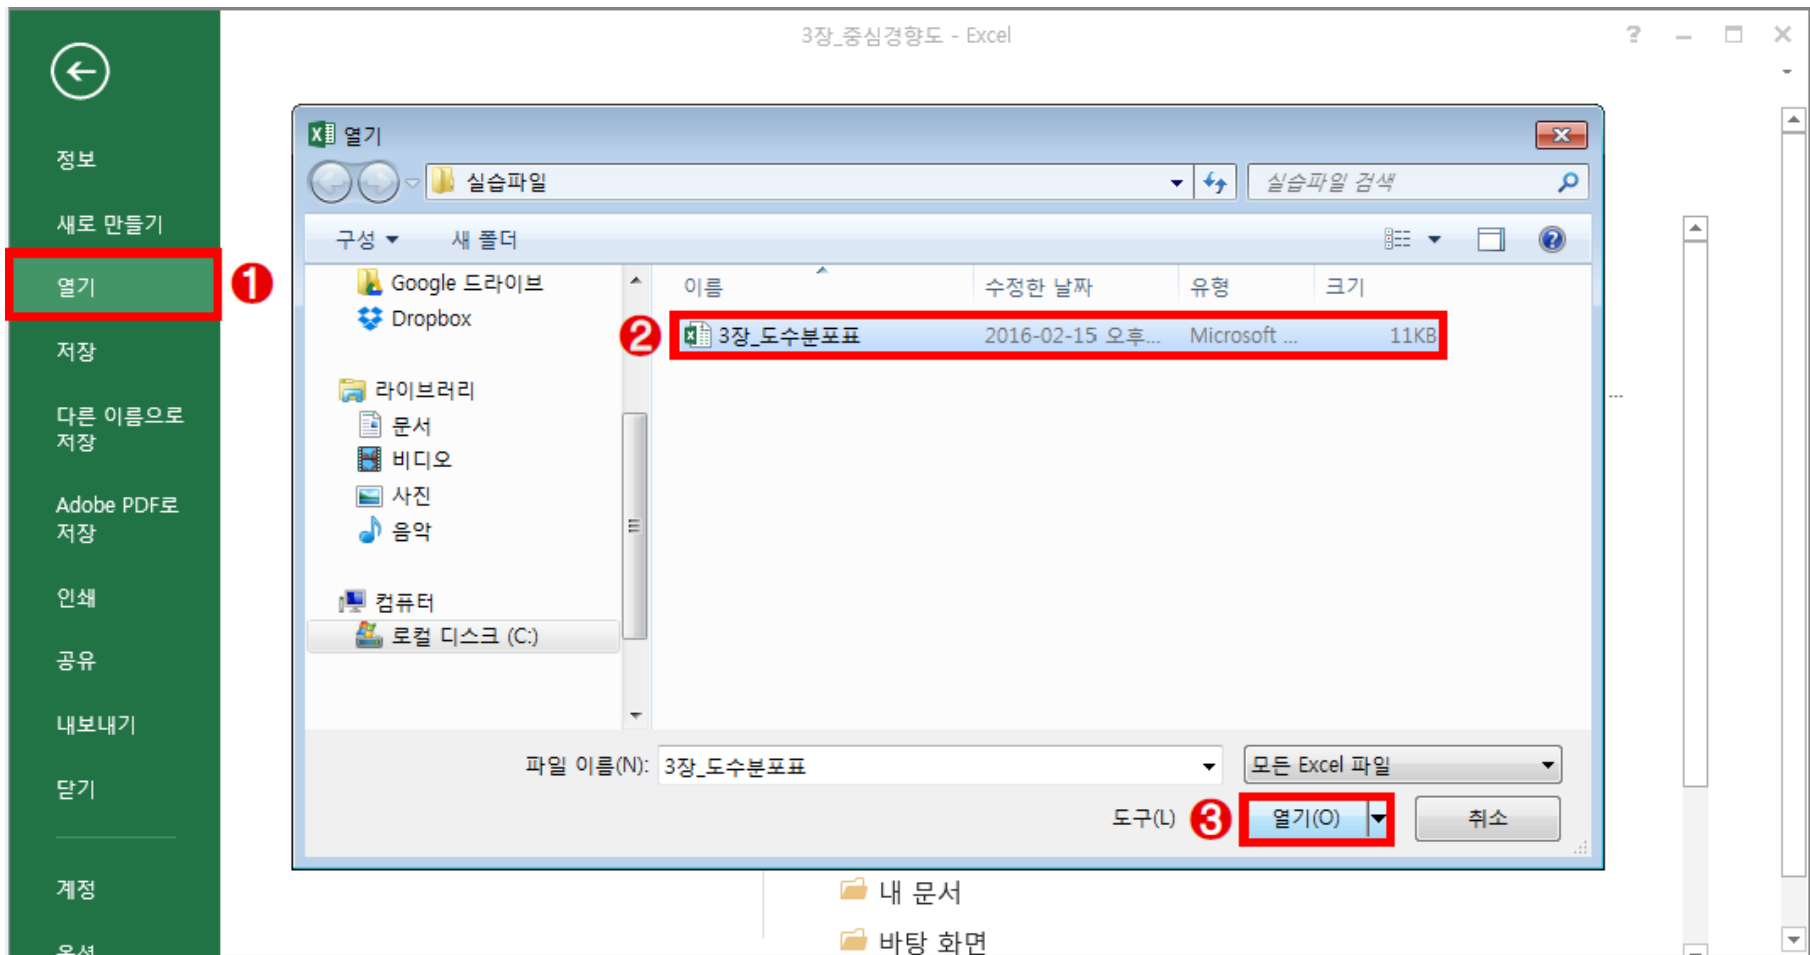 3장_중심경향도 - Excel
정보
새로 만들기
열기
저장
다른 이름으로
저장
Adobe PDF로
저장
인쇄
공유
내보내기
닫기
계정
옵션
1
열기
실습파일
실습파일 검색
구성
새 폴더
Google 드라이브
Dropbox
라이브러리
문서
비디오
사진
음악
컴퓨터
로컬 디스크 (C:)
이름 수정한 날짜 유형 크기
2 3장_도수분포표 2016-02-15 오후... Microsoft ... 11KB
...
파일 이름(N): 3장_도수분포표 모든 Excel 파일
도구(L) 3 열기(O) 취소
내 문서
바탕 화면